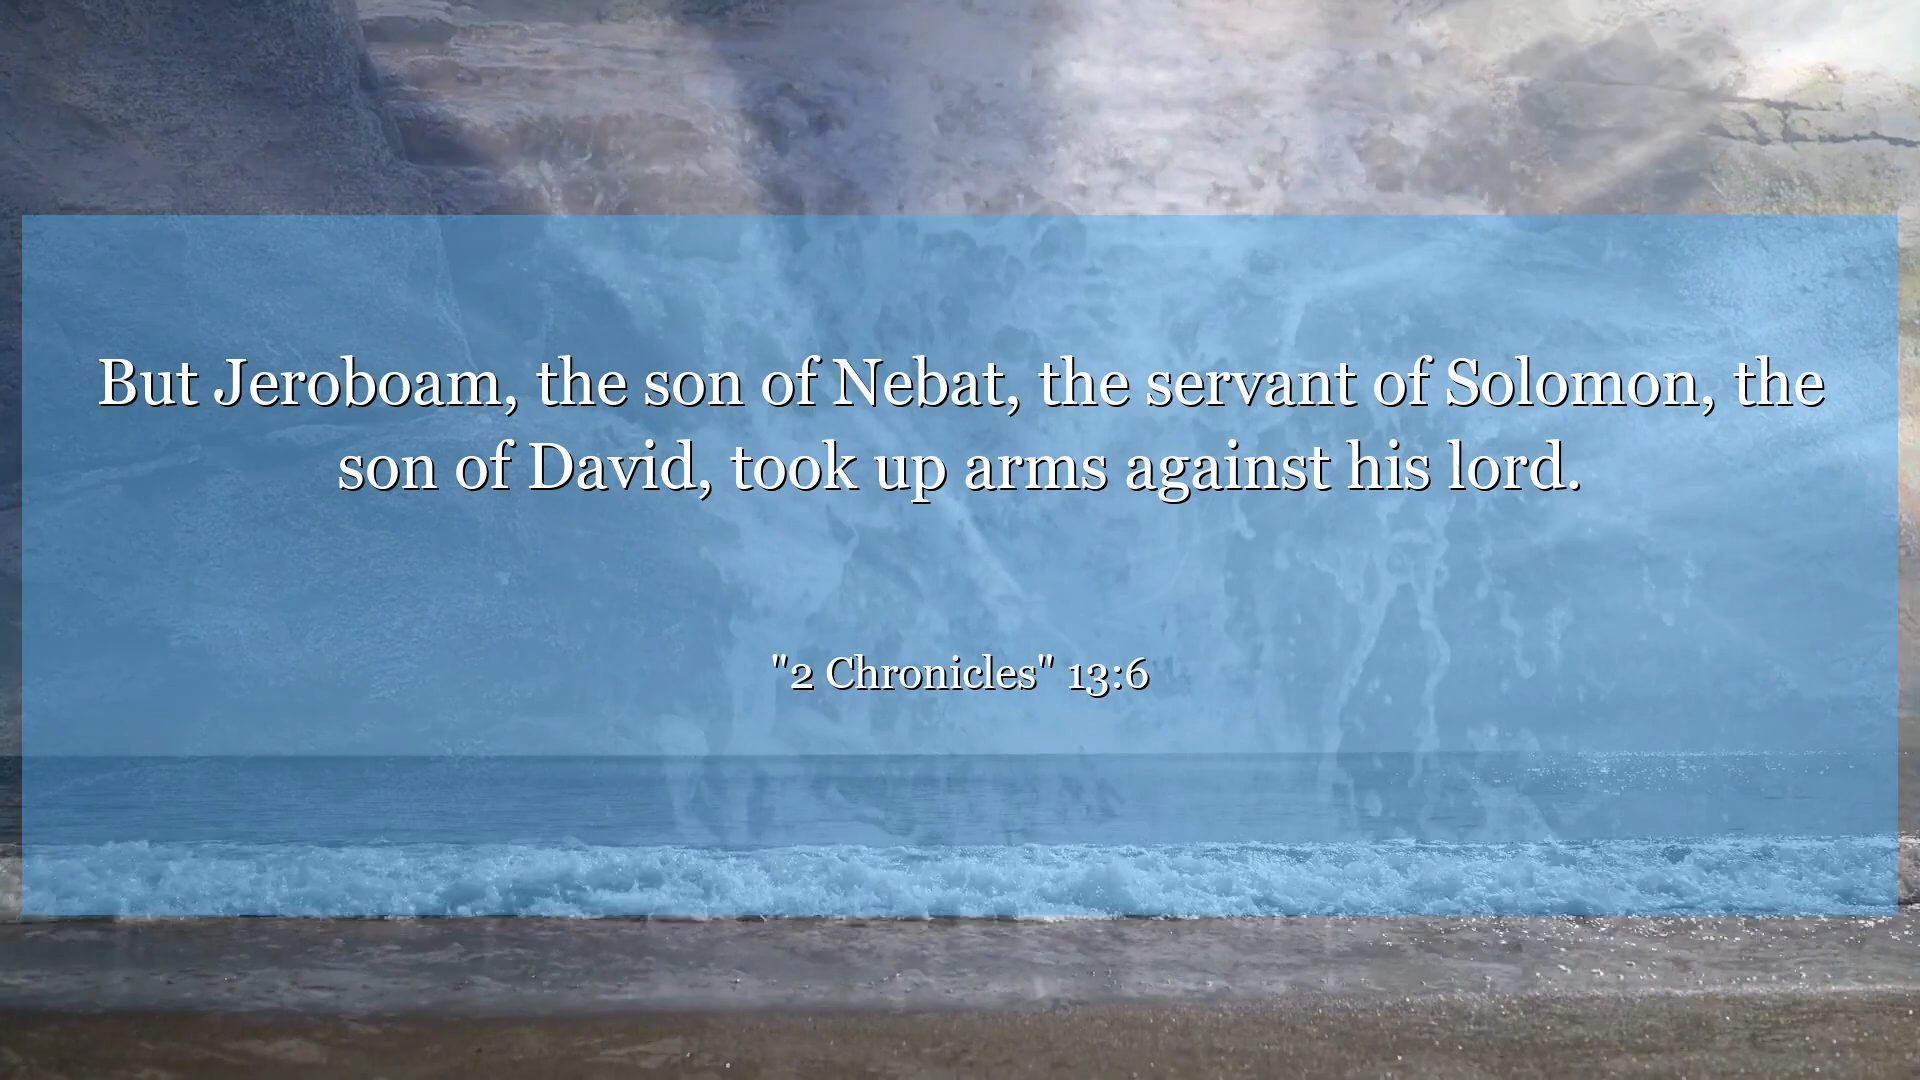 But Jeroboam, the son of Nebat, the servant of Solomon, the
son of David, took up arms against his lord.
"2 Chronicles" 13:6